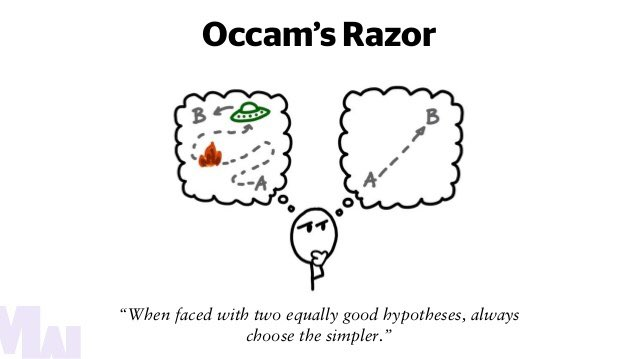 Occam’s Razor
B
A
B
A
“When faced with two equally good hypotheses, always
choose the simpler.”